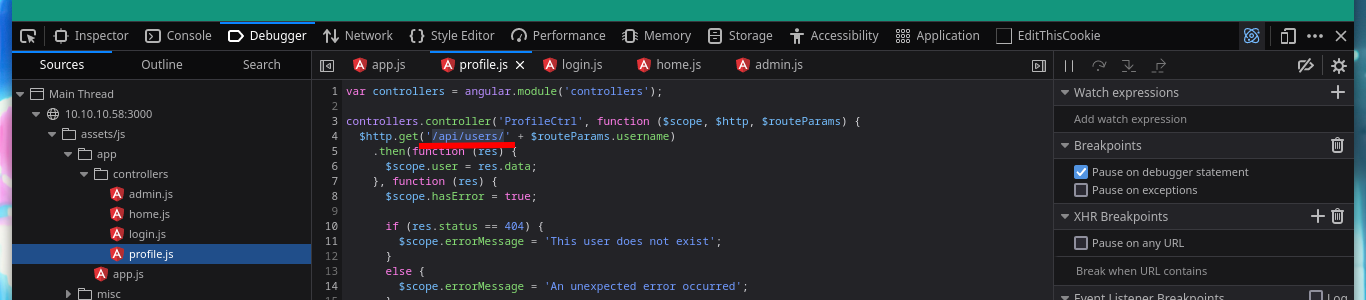 Inspector Console Debugger Network Style Editor Performance Memory Storage Accessibility Application EditThisCookie
Sources Outline Search
Main Thread
10.10.10.58:3000
assets/js
app
controllers
admin.js
home.js
login.js
profile.js
app.js
misc
app.js profile.js login.js home.js admin.js
1 var controllers = angular.module('controllers');
2
3 controllers.controller('ProfileCtrl', function ($scope, $http, $routeParams) {
4 $http.get('/api/users/' + $routeParams.username)
5 .then(function (res) {
6 $scope.user = res.data;
7 }, function (res) {
8 $scope.hasError = true;
9
10 if (res.status == 404) {
11 $scope.errorMessage = 'This user does not exist';
12 }
13 else {
14 $scope.errorMessage = 'An unexpected error occurred';
Watch expressions
Add watch expression
Breakpoints
Pause on debugger statement
Pause on exceptions
XHR Breakpoints
Pause on any URL
Break when URL contains
Event Listener Breakpoints Log